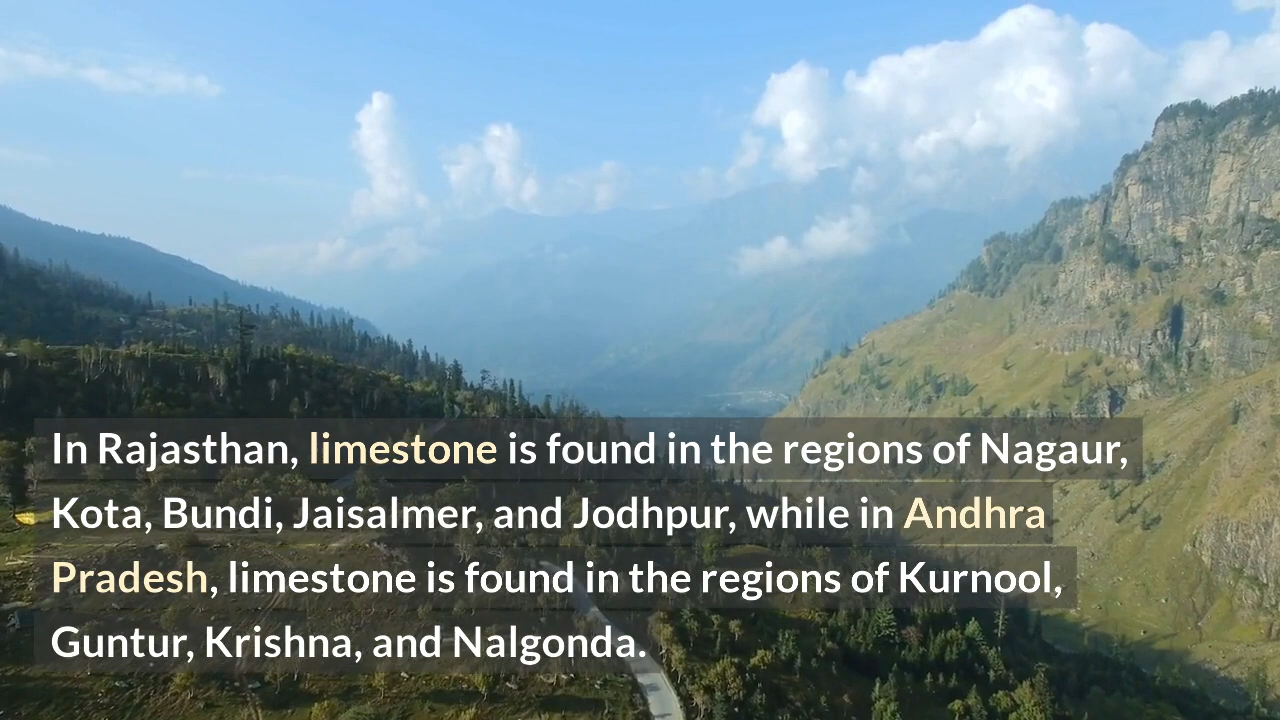 In Rajasthan, limestone is found in the regions of Nagaur,
Kota, Bundi, Jaisalmer, and Jodhpur, while in Andhra
Pradesh, limestone is found in the regions of Kurnool,
Guntur, Krishna, and Nalgonda.